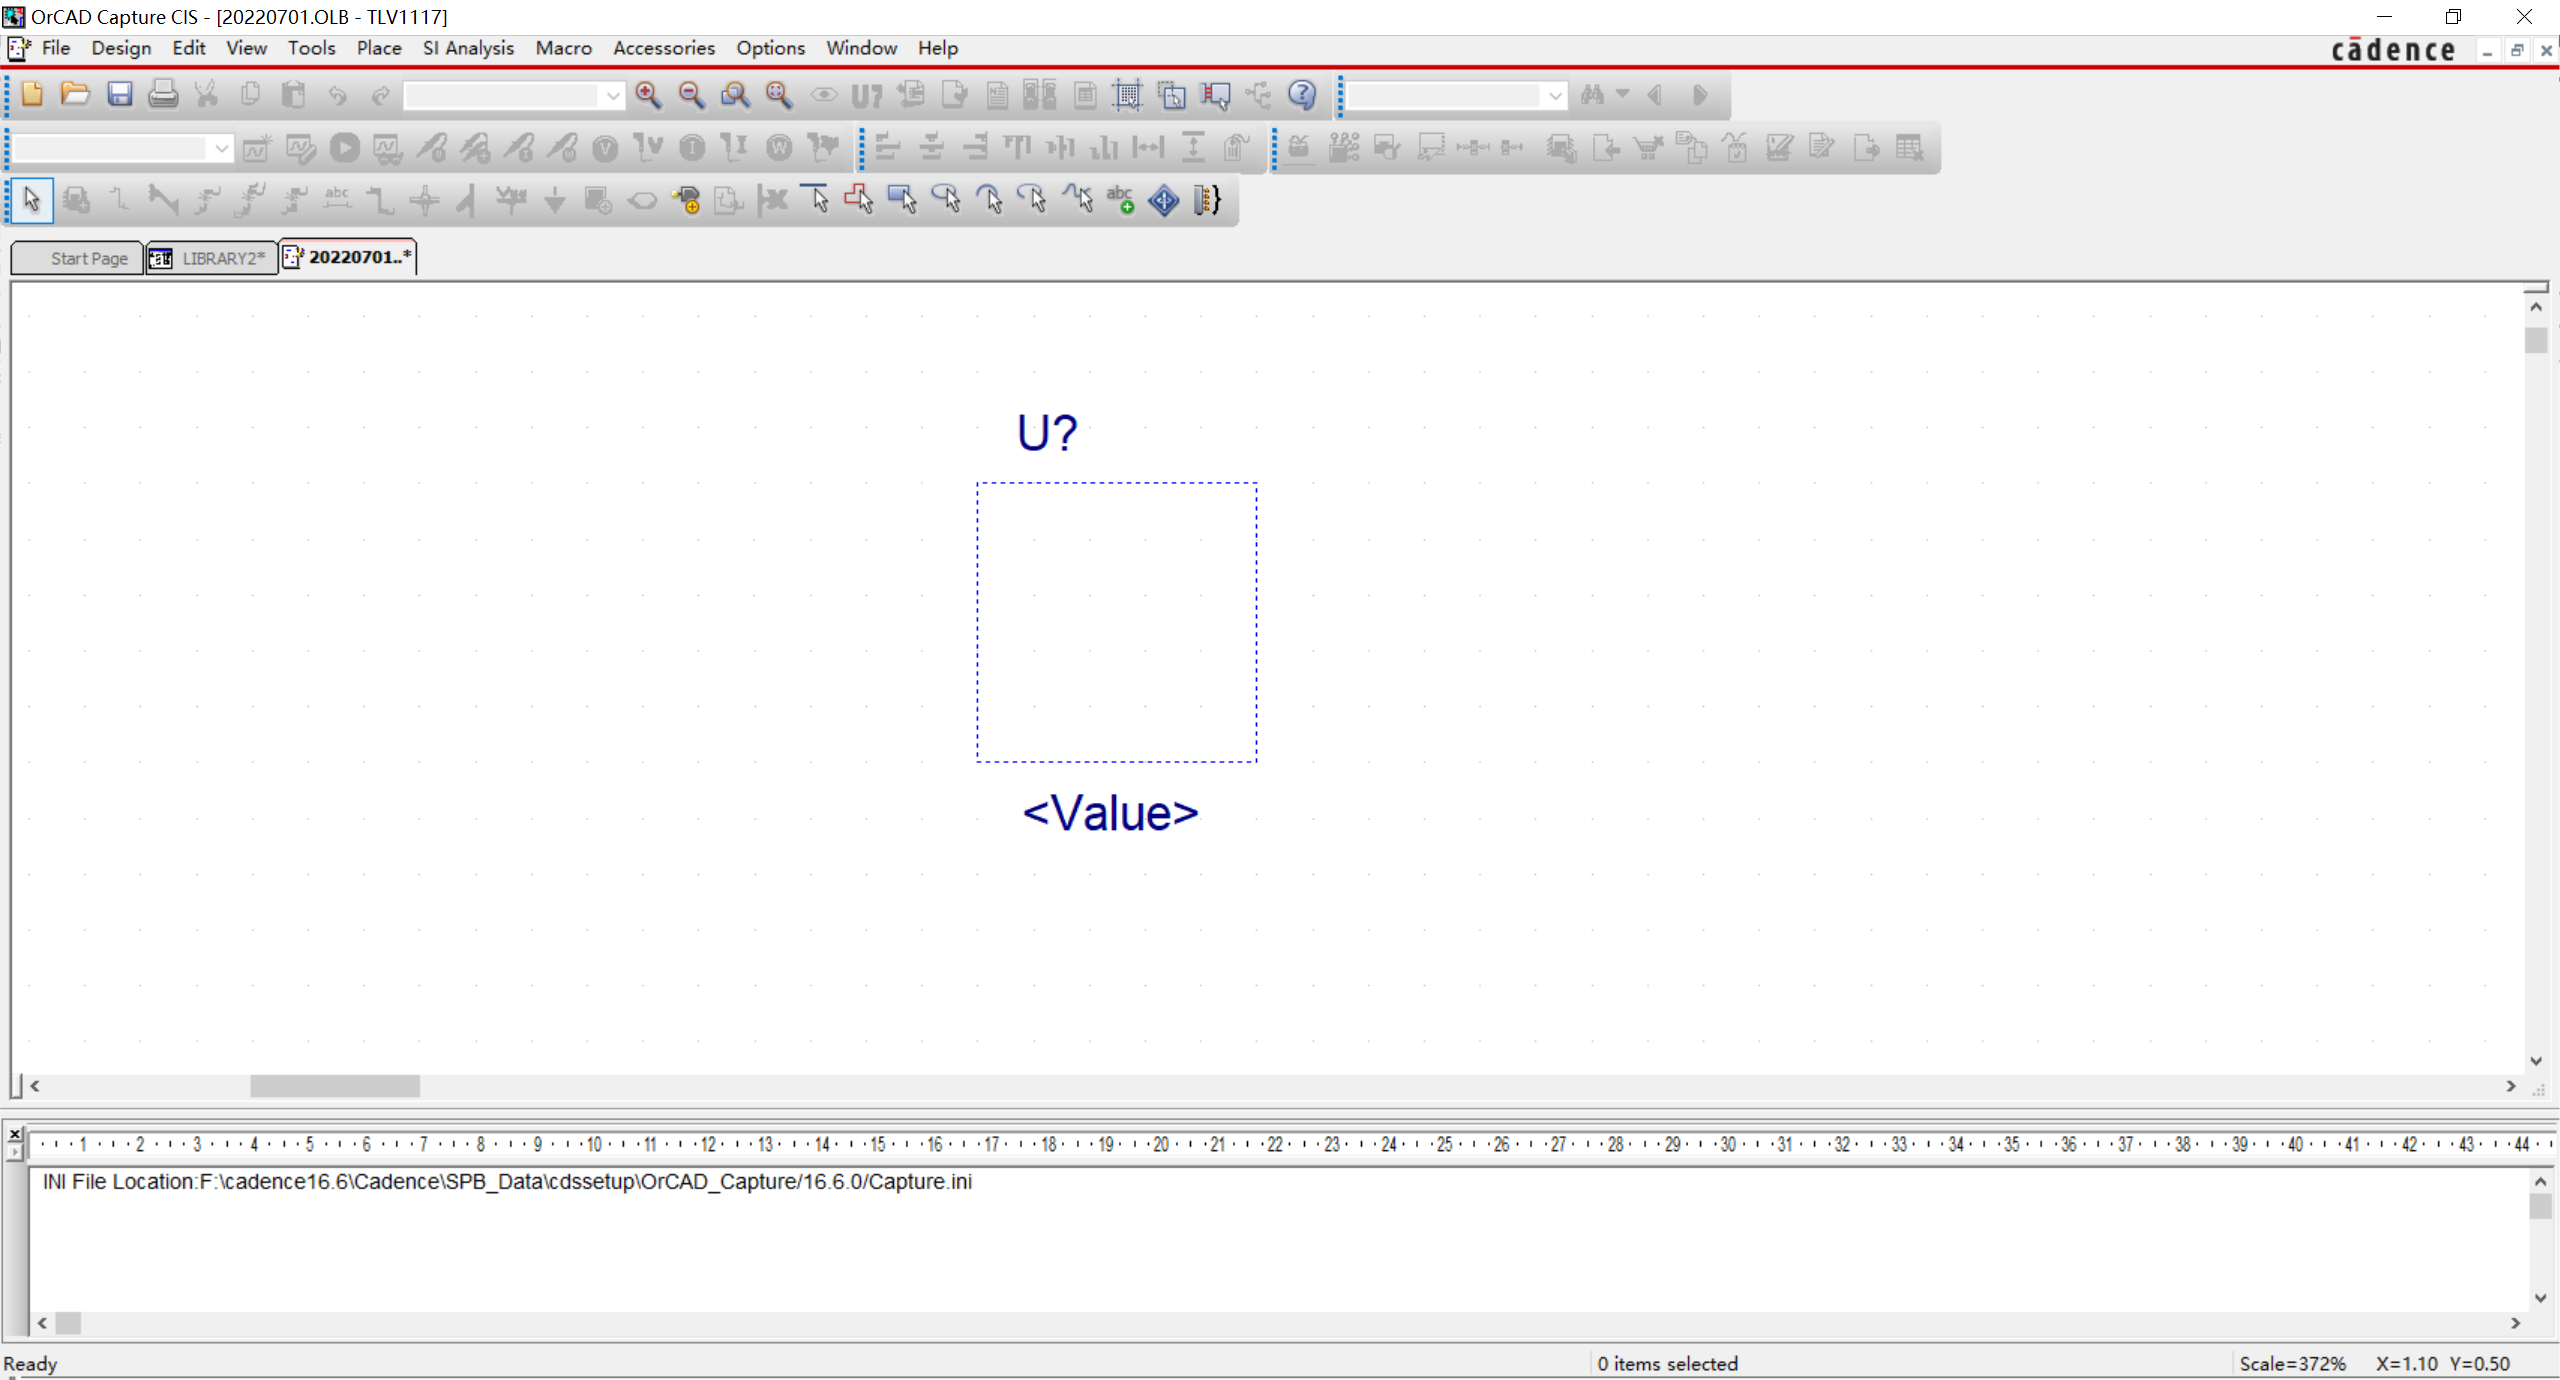 OrCAD Capture CIS - [20220701.OLB - TLV1117]
File Design Edit View Tools Place SI Analysis Macro Accessories Options Window Help
cādence
U?
abc
abc
Start Page LIBRARY2* 20220701..*
U?
<Value>
1 2 3 4 5 6 7 8 9 10 11 12 13 14 15 16 17 18 19 20 21 22 23 24 25 26 27 28 29 30 31 32 33 34 35 36 37 38 39 40 41 42 43 44
INI File Location:F:\cadence16.6\Cadence\SPB_Data\cdssetup\OrCAD_Capture/16.6.0/Capture.ini
Ready 0 items selected Scale=372% X=1.10 Y=0.50